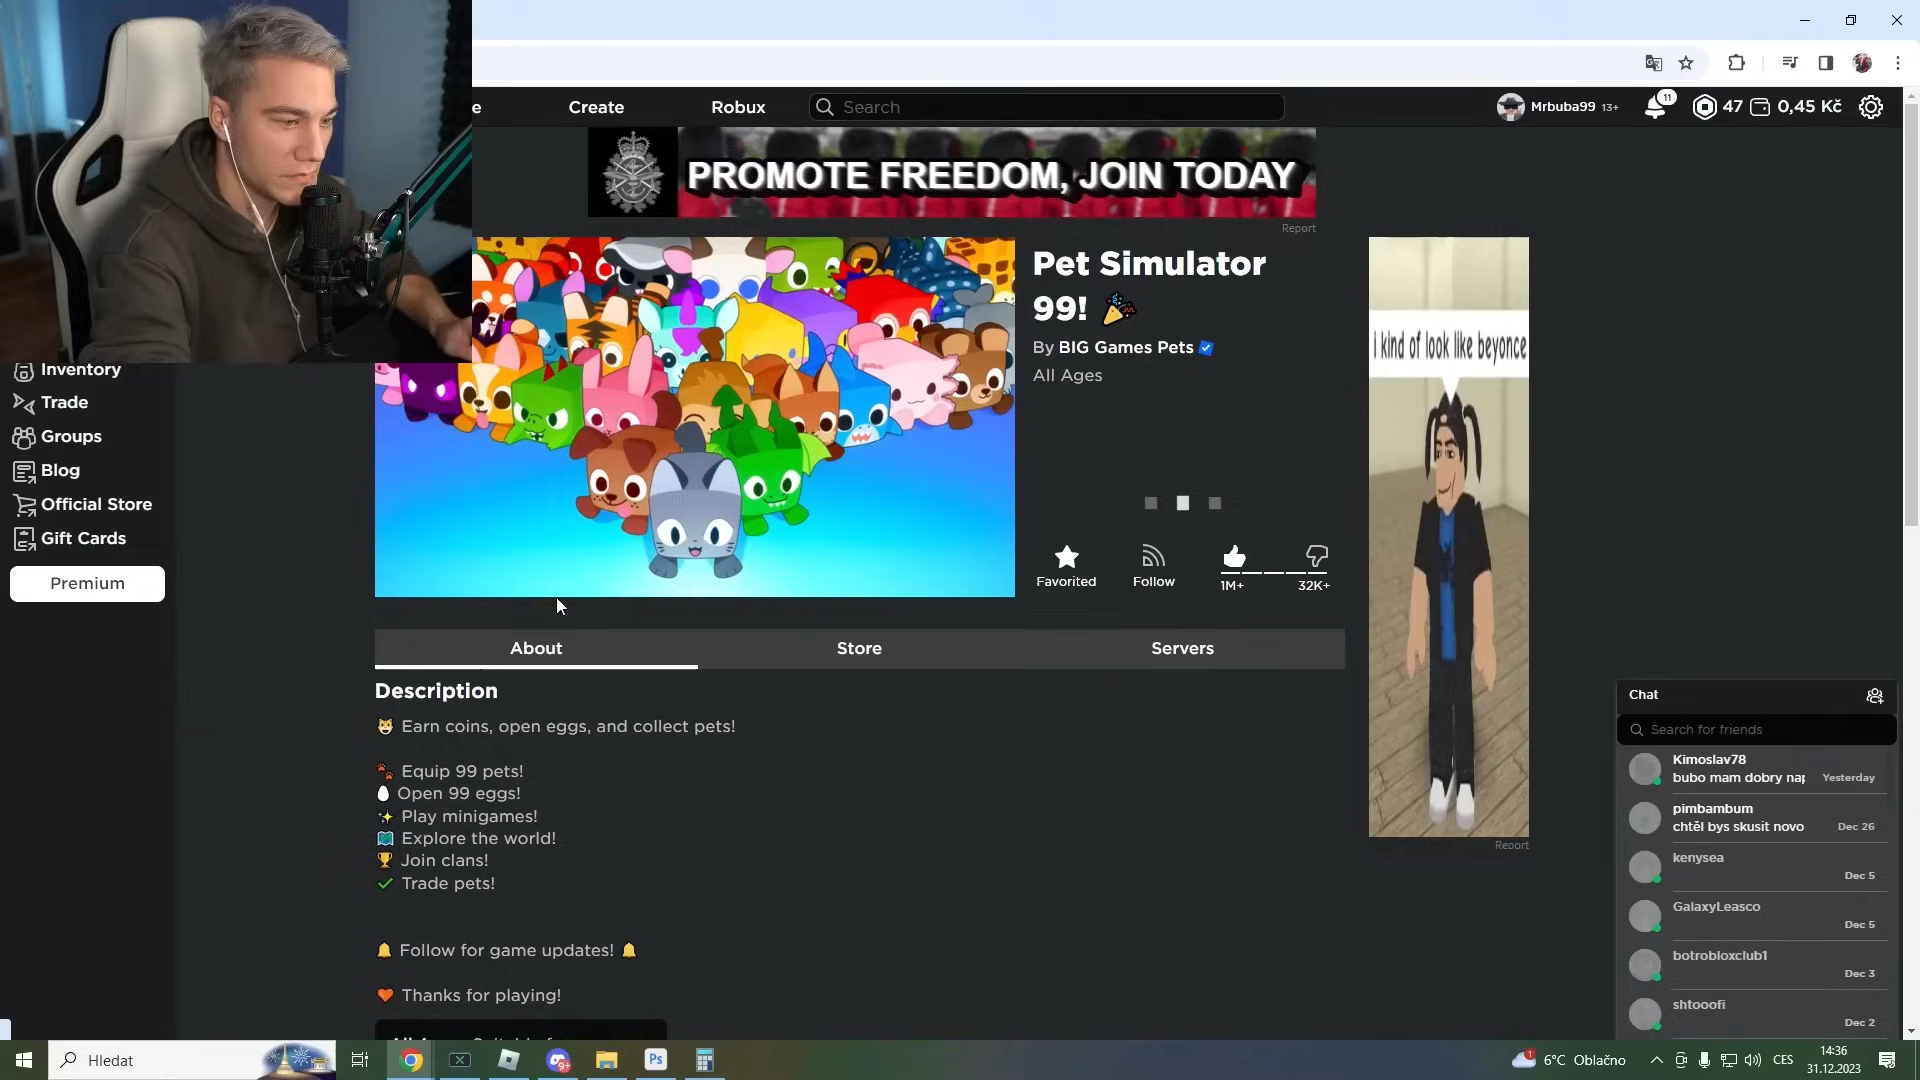 e
Create
Robux
Search
Mrbuba99 13+
11
47
0,45 Kč
PROMOTE FREEDOM, JOIN TODAY
Report
Pet Simulator
99!
By BIG Games Pets
All Ages
i kind of look like beyonce
Inventory
Trade
Groups
Blog
Official Store
Gift Cards
Premium
Favorited
Follow
1M+
32K+
Report
About
Store
Servers
Description
Earn coins, open eggs, and collect pets!
Equip 99 pets!
Open 99 eggs!
Play minigames!
Explore the world!
Join clans!
Trade pets!
Follow for game updates!
Thanks for playing!
Chat
Search for friends
Kimoslav78
bubo mam dobry nap Yesterday
pimbambum
chtěl bys skusit novo Dec 26
kenysea
Dec 5
GalaxyLeasco
Dec 5
botrobloxclub1
Dec 3
shtooofi
Dec 2
Hledat
9+
Ps
1
6°C Oblačno
CES
14:36
31.12.2023